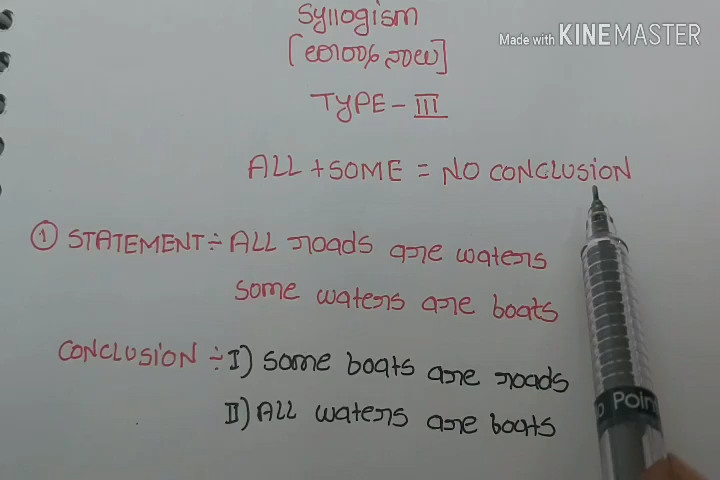 Syllogism
Made with KINEMASTER
TYPE - III
ALL + SOME = NO CONCLUSION
① STATEMENT ÷ ALL roads are waters
some waters are boats
CONCLUSION ÷ I) some boats are roads
II) ALL waters are boats
Point